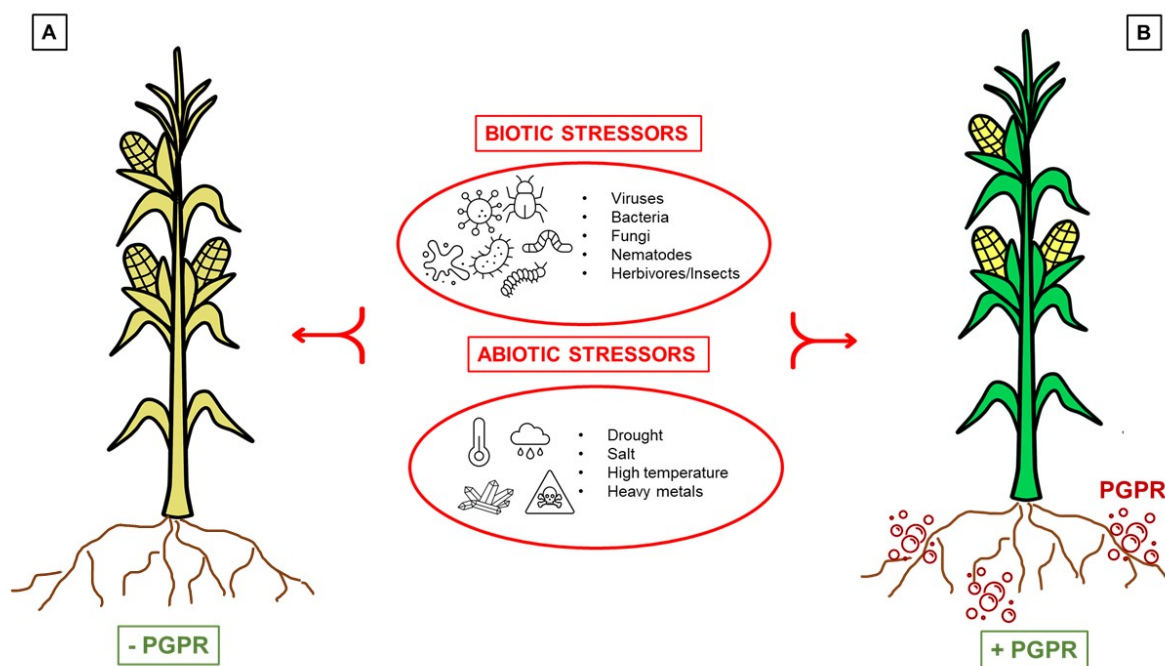 A
B
BIOTIC STRESSORS
• Viruses
• Bacteria
• Fungi
• Nematodes
• Herbivores/Insects
ABIOTIC STRESSORS
• Drought
• Salt
• High temperature
• Heavy metals
PGPR
- PGPR
+ PGPR